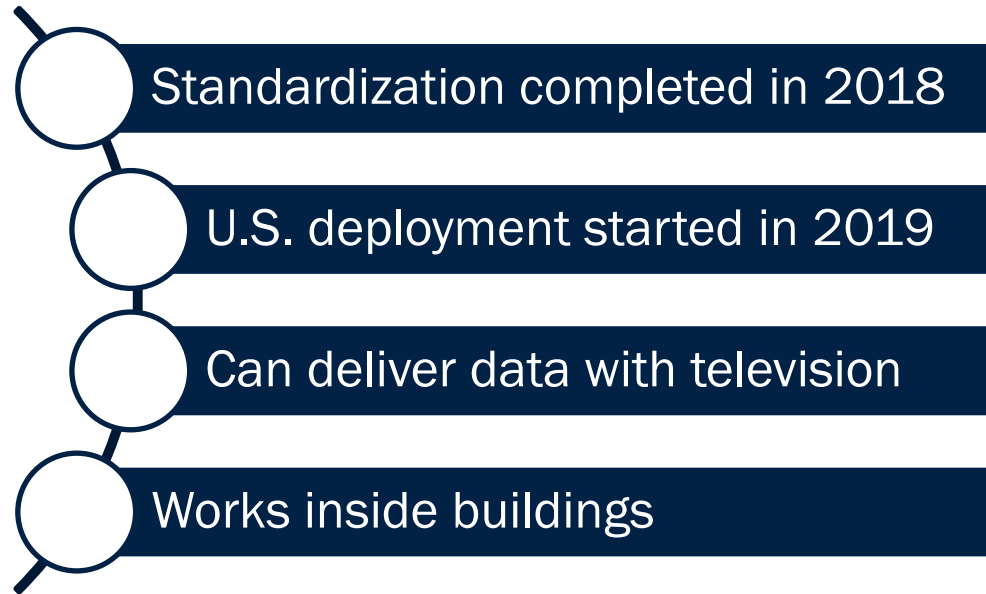 Standardization completed in 2018
U.S. deployment started in 2019
Can deliver data with television
Works inside buildings